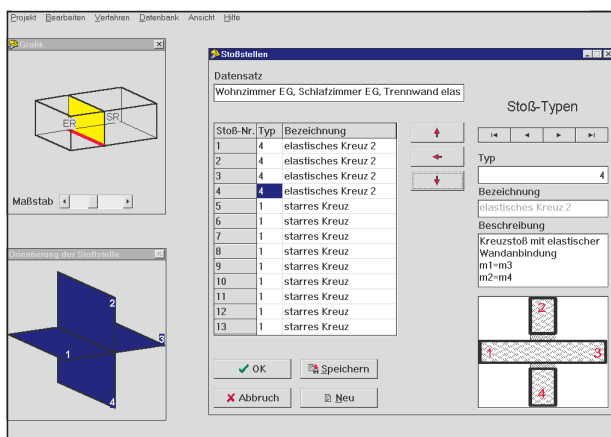 Projekt Bearbeiten Verfahren Datenbank Ansicht Hilfe
Grafik
ER SR
Maßstab
Orientierung der Stoßstelle
2
1 3
4
Stoßstellen
Datensatz
Wohnzimmer EG, Schlafzimmer EG, Trennwand elas
Stoß-Nr. Typ Bezeichnung
1 4 elastisches Kreuz 2
2 4 elastisches Kreuz 2
3 4 elastisches Kreuz 2
4 4 elastisches Kreuz 2
5 1 starres Kreuz
6 1 starres Kreuz
7 1 starres Kreuz
8 1 starres Kreuz
9 1 starres Kreuz
10 1 starres Kreuz
11 1 starres Kreuz
12 1 starres Kreuz
13 1 starres Kreuz
OK Speichern
Abbruch Neu
Stoß-Typen
Typ
4
Bezeichnung
elastisches Kreuz 2
Beschreibung
Kreuzstoß mit elastischer
Wandanbindung
m1=m3
m2=m4
2
1 3
4